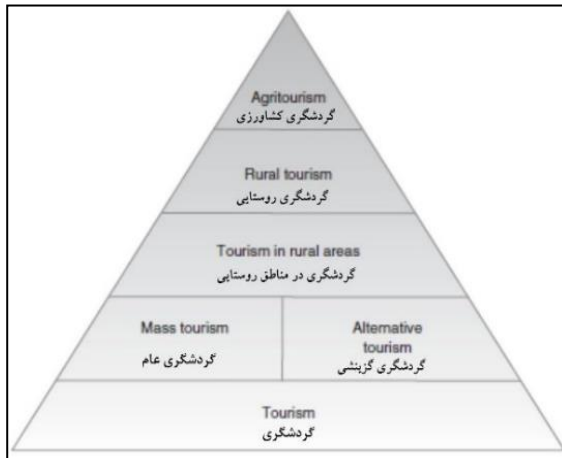 Agritourism
گردشگری کشاورزی
Rural tourism
گردشگری روستایی
Tourism in rural areas
گردشگری در مناطق روستایی
Mass tourism
گردشگری عام
Alternative
tourism
گردشگری گزینشی
Tourism
گردشگری